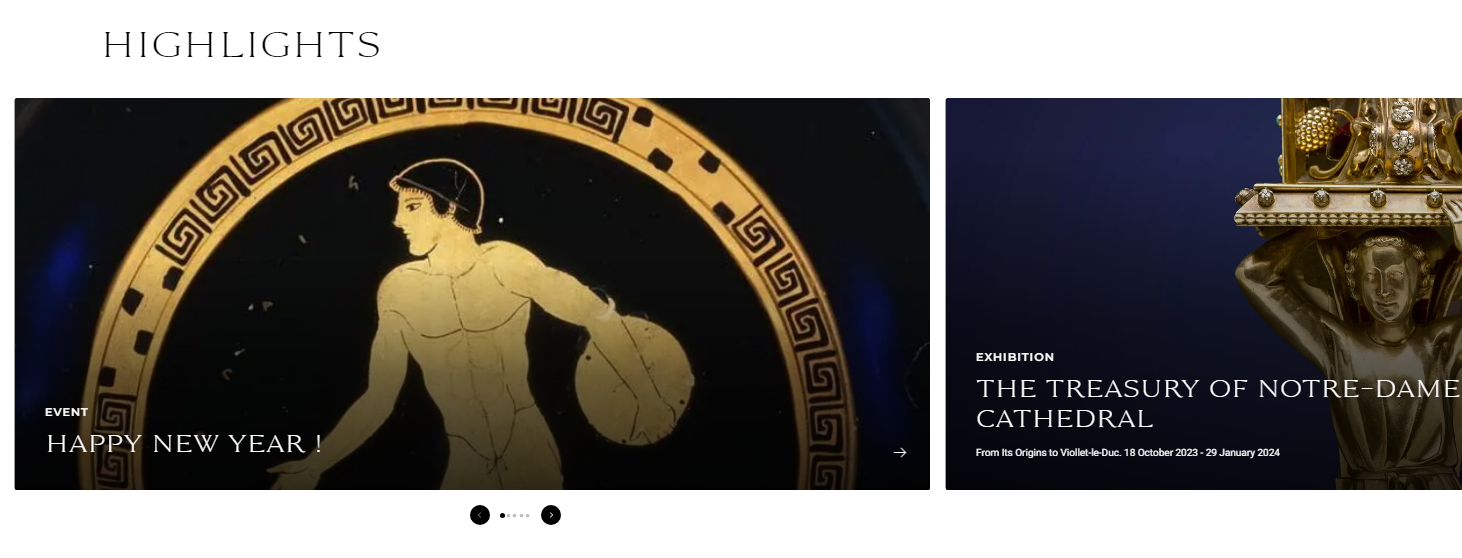 HIGHLIGHTS
EVENT
HAPPY NEW YEAR !
EXHIBITION
THE TREASURY OF NOTRE-DAME
CATHEDRAL
From Its Origins to Viollet-le-Duc. 18 October 2023 - 29 January 2024